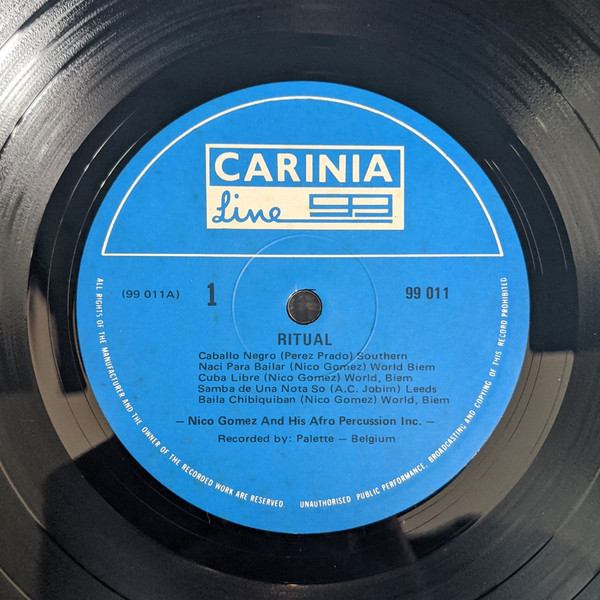 CARINIA
Line 99
(99 011A) 1 99 011
RITUAL
Caballo Negro (Perez Prado) Southern
Naci Para Bailar (Nico Gomez) World Biem
Cuba Libre (Nico Gomez) World, Biem
Samba de Una Nota So (A.C. Jobim) Leeds
Baila Chibiquiban (Nico Gomez) World, Biem
— Nico Gomez And His Afro Percussion Inc. —
Recorded by: Palette — Belgium
ALL RIGHTS OF THE MANUFACTURER AND THE OWNER OF THE RECORDED WORK ARE RESERVED. UNAUTHORISED PUBLIC PERFORMANCE, BROADCASTING AND COPYING OF THIS RECORD PROHIBITED